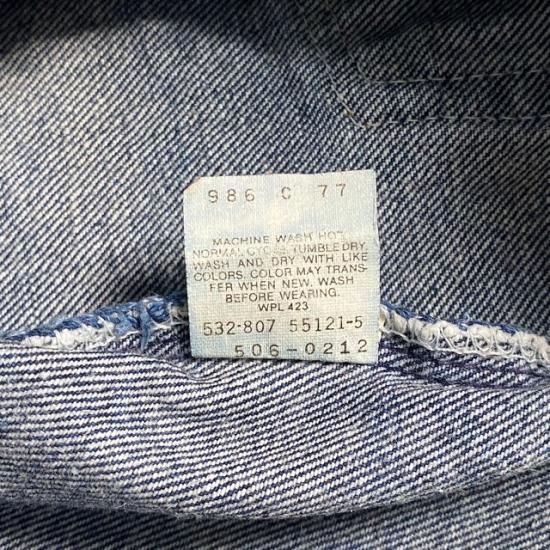 986 C 77
MACHINE WASH HOT
NORMAL CYCLE, TUMBLE DRY.
WASH AND DRY WITH LIKE
COLORS. COLOR MAY TRANS-
FER WHEN NEW. WASH
BEFORE WEARING.
WPL 423
532-807 55121-5
506-0212